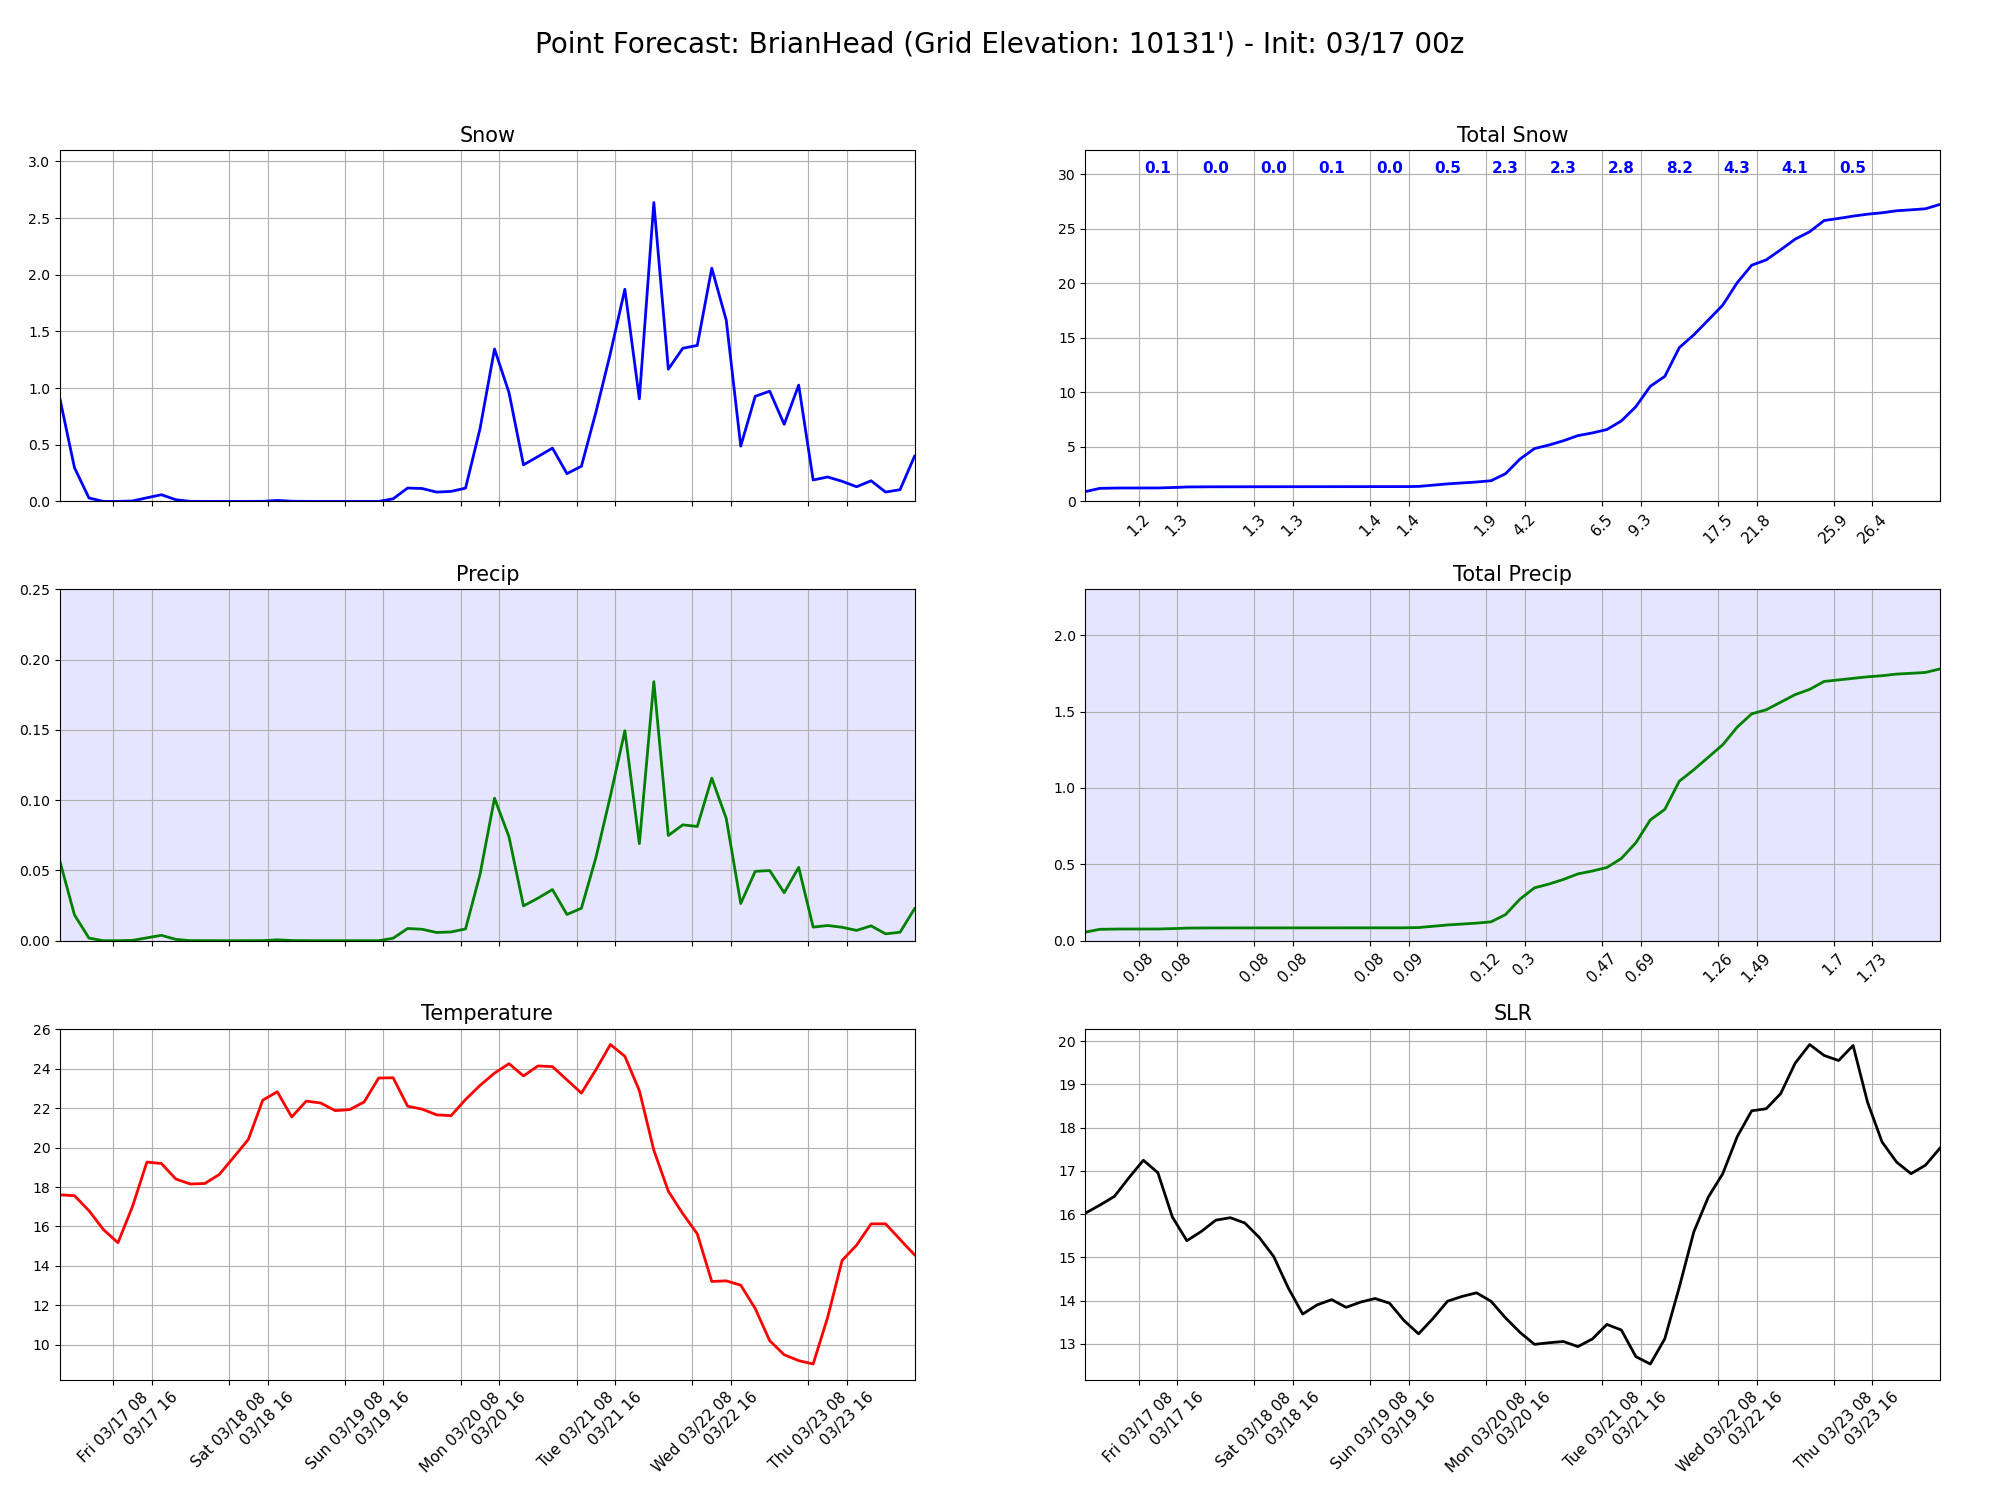 Point Forecast: BrianHead (Grid Elevation: 10131') - Init: 03/17 00z
Snow
3.0
2.5
2.0
1.5
1.0
0.5
0.0
Total Snow
0.1 0.0 0.0 0.1 0.0 0.5 2.3 2.3 2.8 8.2 4.3 4.1 0.5
30
25
20
15
10
5
0
1.2 1.3 1.3 1.3 1.4 1.4 1.9 4.2 6.5 9.3 17.5 21.8 25.9 26.4
Precip
0.25
0.20
0.15
0.10
0.05
0.00
Total Precip
2.0
1.5
1.0
0.5
0.0
0.08 0.08 0.08 0.08 0.08 0.09 0.12 0.3 0.47 0.69 1.26 1.49 1.7 1.73
Temperature
26
24
22
20
18
16
14
12
10
Fri 03/17 08
03/17 16
Sat 03/18 08
03/18 16
Sun 03/19 08
03/19 16
Mon 03/20 08
03/20 16
Tue 03/21 08
03/21 16
Wed 03/22 08
03/22 16
Thu 03/23 08
03/23 16
SLR
20
19
18
17
16
15
14
13
Fri 03/17 08
03/17 16
Sat 03/18 08
03/18 16
Sun 03/19 08
03/19 16
Mon 03/20 08
03/20 16
Tue 03/21 08
03/21 16
Wed 03/22 08
03/22 16
Thu 03/23 08
03/23 16